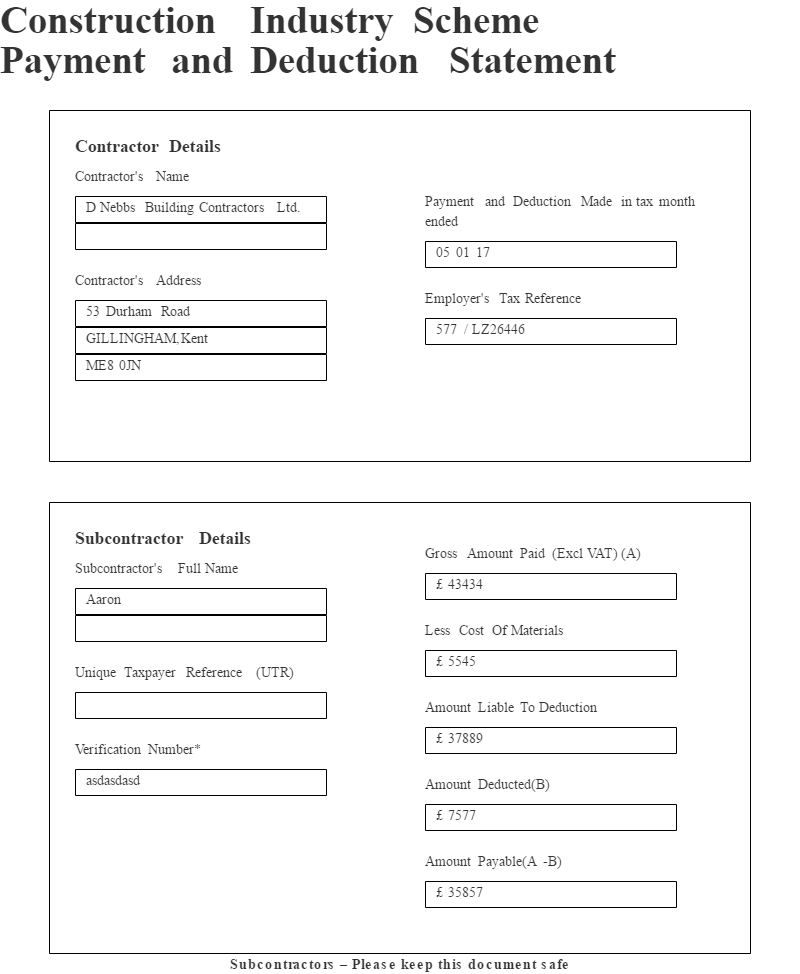 Construction Industry Scheme
Payment and Deduction Statement
Contractor Details
Contractor's Name
D Nebbs Building Contractors Ltd.
Contractor's Address
53 Durham Road
GILLINGHAM, Kent
ME8 0JN
Payment and Deduction Made in tax month
ended
05 01 17
Employer's Tax Reference
577 / LZ26446
Subcontractor Details
Subcontractor's Full Name
Aaron
Unique Taxpayer Reference (UTR)
Verification Number*
asdasdasd
Gross Amount Paid (Excl VAT) (A)
£ 43434
Less Cost Of Materials
£ 5545
Amount Liable To Deduction
£ 37889
Amount Deducted(B)
£ 7577
Amount Payable(A -B)
£ 35857
Subcontractors – Please keep this document safe